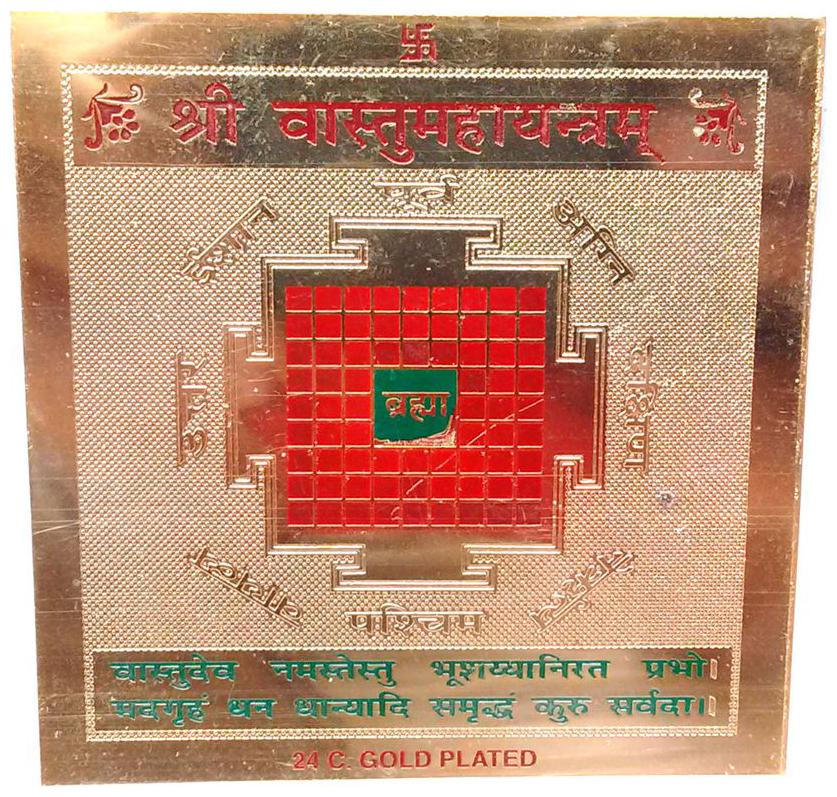 श्री वास्तुमहायन्त्रम्
पूर्व
ईशान
अग्नि
उत्तर
ब्रह्मा
दक्षिण
वायव्य
पश्चिम
नैऋत्य
वास्तुदेव नमस्तेस्तु भूशय्यानिरत प्रभो।
मदगृहं धन धान्यादि समृद्धं कुरु सर्वदा।।
24 C. GOLD PLATED